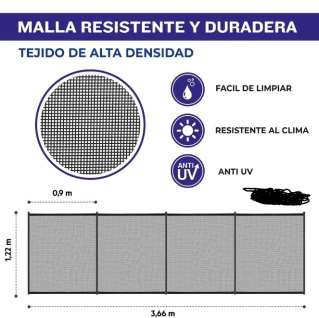 MALLA RESISTENTE Y DURADERA
TEJIDO DE ALTA DENSIDAD
FACIL DE LIMPIAR
RESISTENTE AL CLIMA
ANTI
UV
ANTI UV
0,9 m
1,22 m
3,66 m